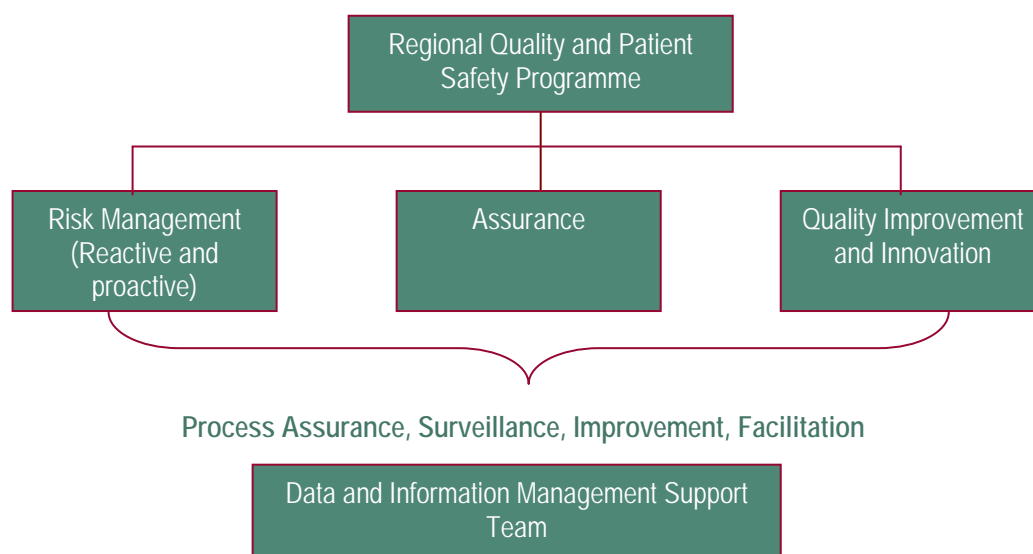 Regional Quality and Patient
Safety Programme
Risk Management
(Reactive and
proactive)
Assurance
Quality Improvement
and Innovation
Process Assurance, Surveillance, Improvement, Facilitation
Data and Information Management Support
Team